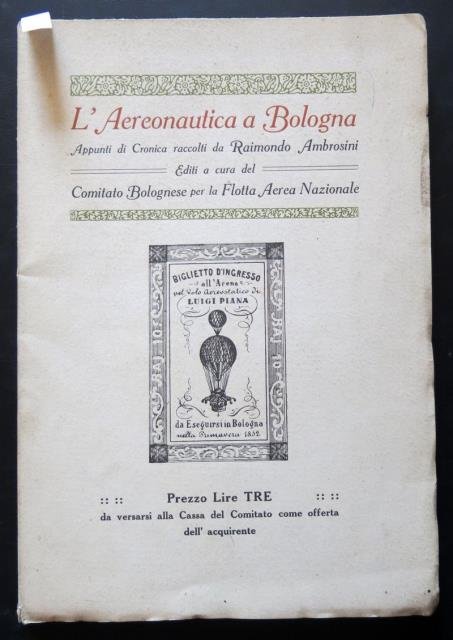 L'Aereonautica a Bologna
Appunti di Cronica raccolti da Raimondo Ambrosini
Editi a cura del
Comitato Bolognese per la Flotta Aerea Nazionale
BIGLIETTO D'INGRESSO
all'Arena
pel Volo Aereostatico di
LUIGI PIANA
da Eseguirsi in Bologna
nella Primavera 1852
Prezzo Lire TRE
da versarsi alla Cassa del Comitato come offerta
dell' acquirente